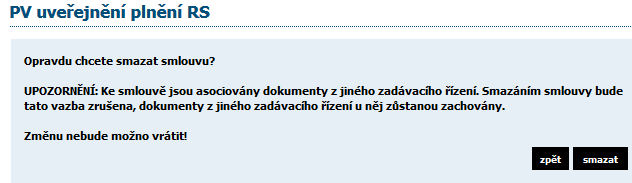 PV uveřejnění plnění RS
Opravdu chcete smazat smlouvu?
UPOZORNĚNÍ: Ke smlouvě jsou asociovány dokumenty z jiného zadávacího řízení. Smazáním smlouvy bude
tato vazba zrušena, dokumenty z jiného zadávacího řízení u něj zůstanou zachovány.
Změnu nebude možno vrátit!
zpět smazat